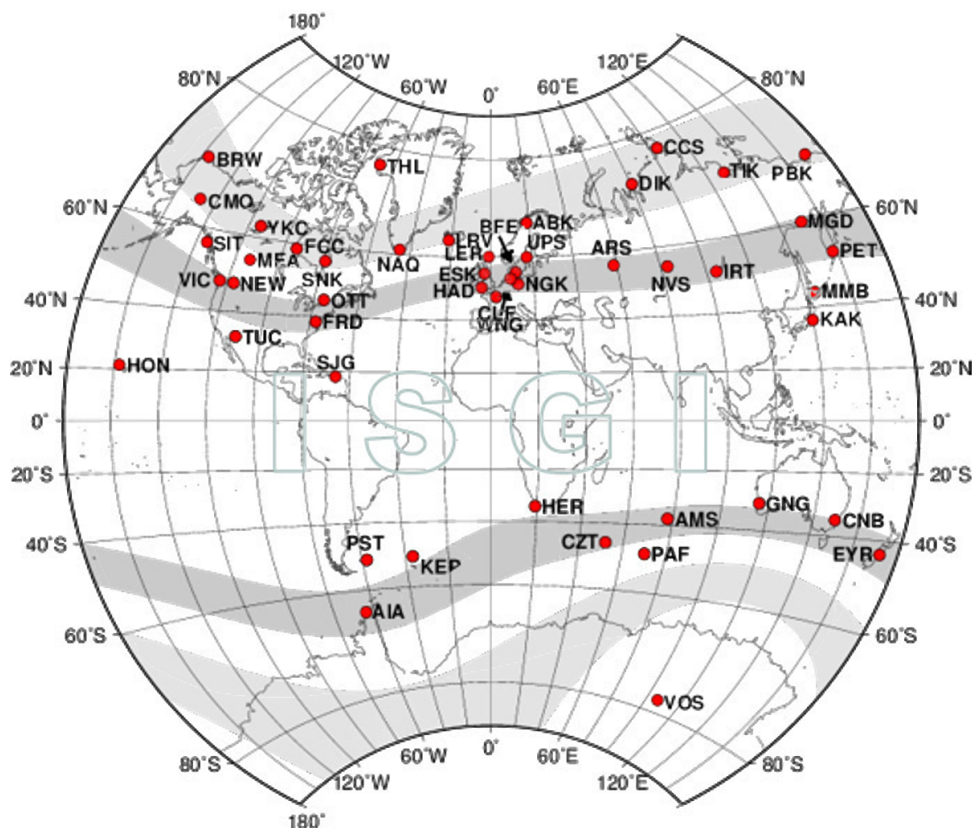 180°
120°W
120°E
80°N
60°W
60°E
80°N
0°
BRW
THL
CCS
TIK
PBK
DIK
60°N
CMO
60°N
YKC
BFE
ABK
MGD
SIT
FCC
LRV
UPS
ARS
MEA
NAQ
LER
PET
VIC
NEW
SNK
ESK
NGK
NVS
IRT
40°N
OTT
HAD
MMB
40°N
FRD
CLF
WNG
KAK
TUC
20°N
HON
SJG
20°N
ISGI
0°
0°
20°S
20°S
HER
GNG
AMS
CNB
40°S
PST
CZT
PAF
EYR
40°S
KEP
AIA
60°S
60°S
VOS
0°
60°W
60°E
80°S
80°S
120°W
120°E
180°